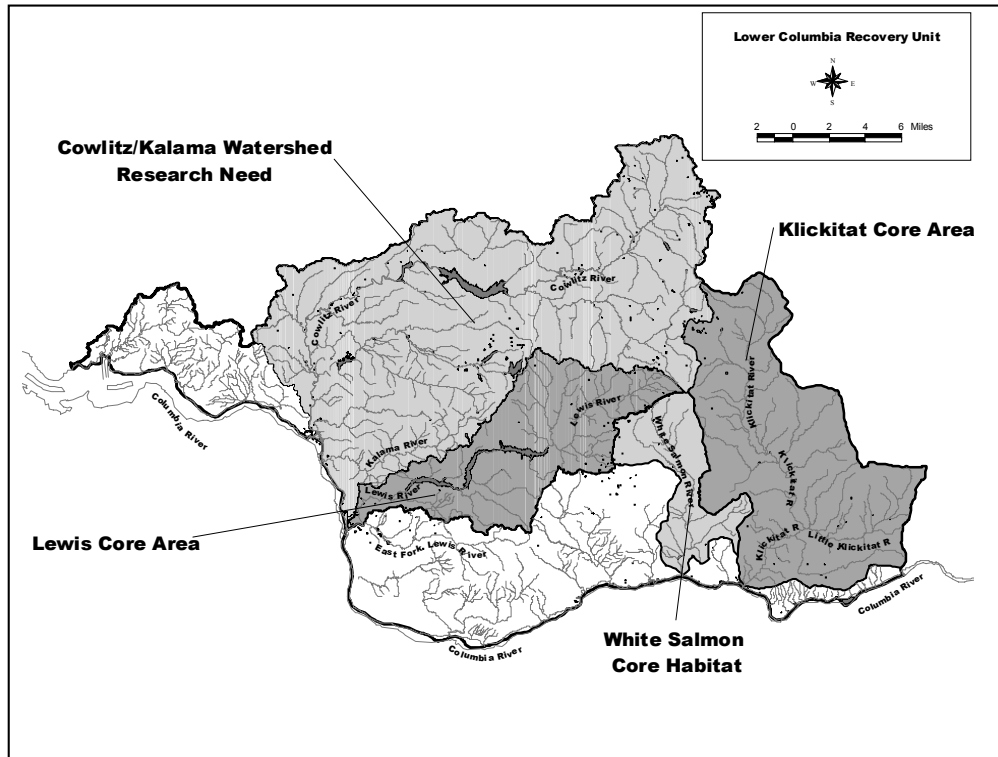 Lower Columbia Recovery Unit
N
W E
S
2 0 2 4 6 Miles
Cowlitz/Kalama Watershed
Research Need
Klickitat Core Area
Cowlitz River
Cowlitz River
Klickitat River
Columbia River
Lewis River
White Salmon River
Kalama River
Klickitat R
Lewis River
Klickitat R
Little Klickitat R
Lewis Core Area
East Fork Lewis River
Columbia River
Columbia River
White Salmon
Core Habitat